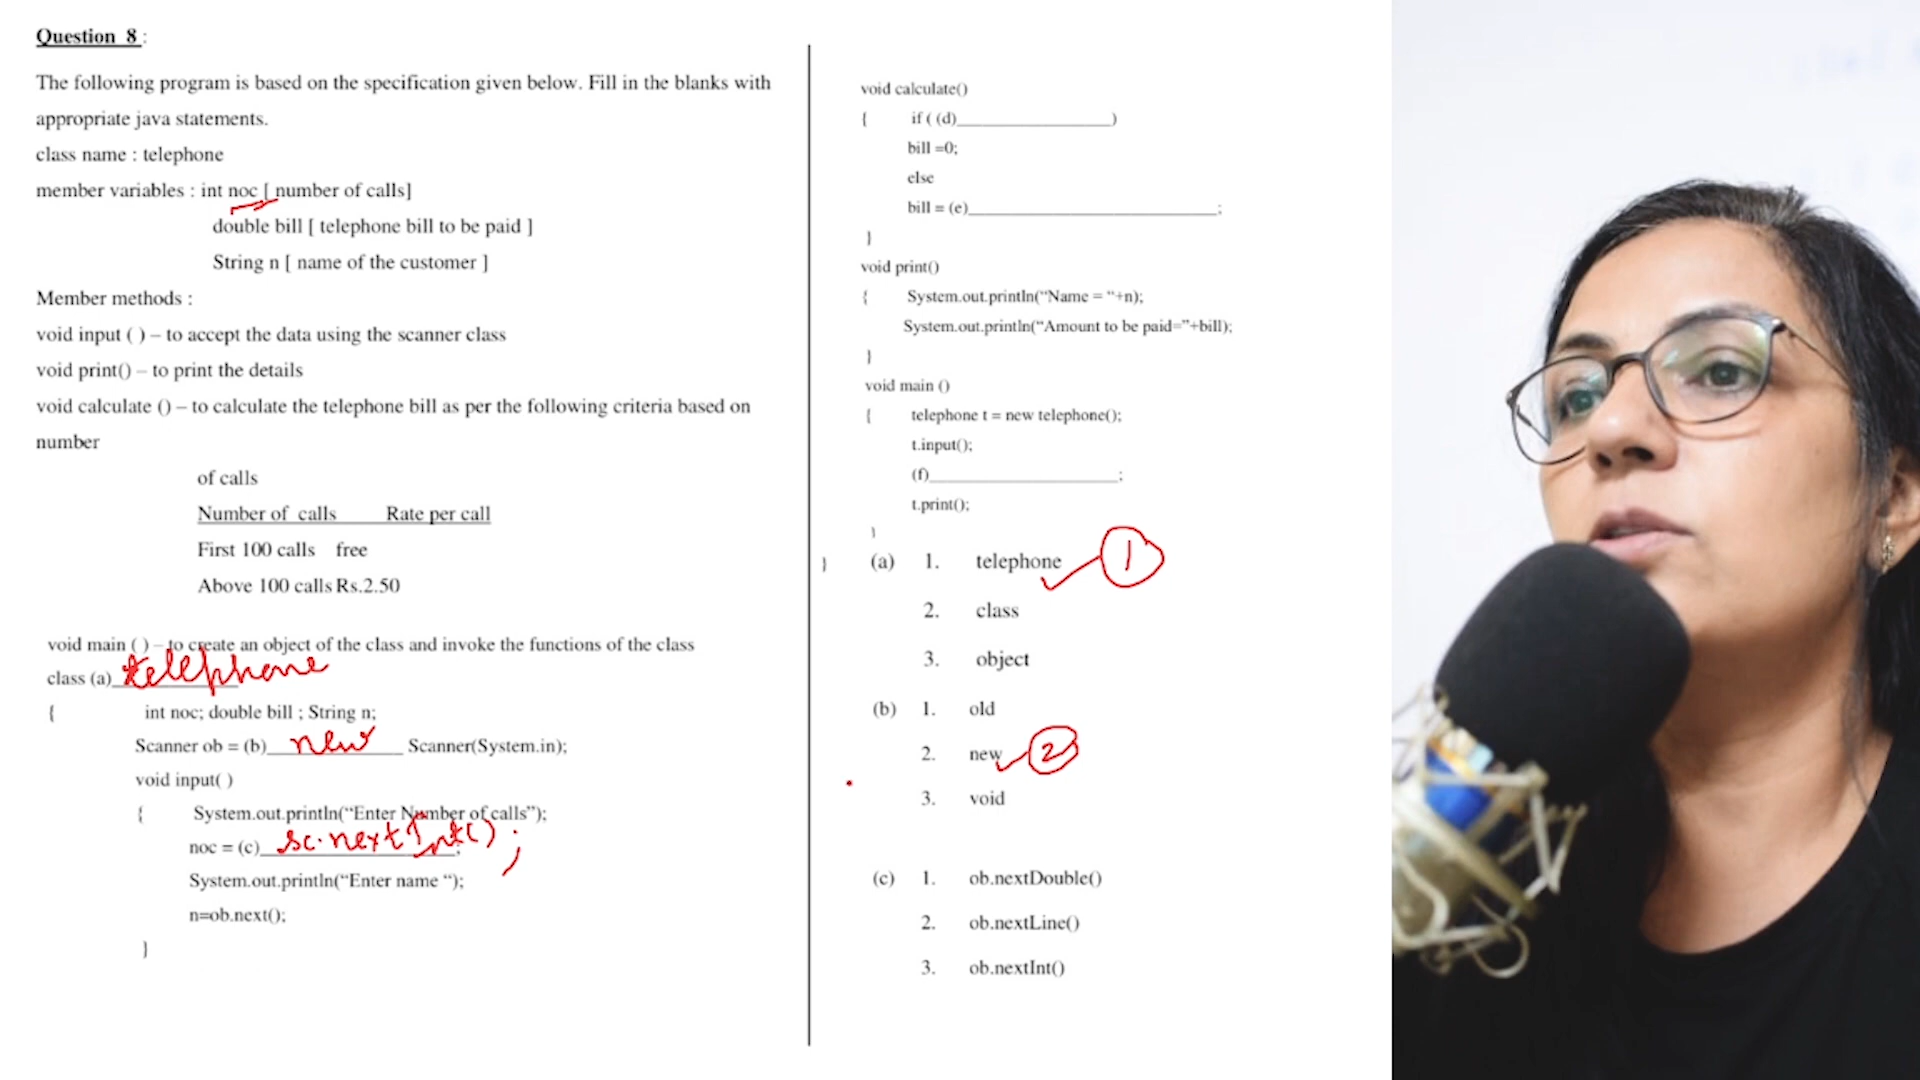 Question 8 :
The following program is based on the specification given below. Fill in the blanks with
appropriate java statements.
class name : telephone
member variables : int noc [ number of calls]
double bill [ telephone bill to be paid ]
String n [ name of the customer ]
Member methods :
void input ( ) – to accept the data using the scanner class
void print() – to print the details
void calculate () – to calculate the telephone bill as per the following criteria based on
number
of calls
Number of calls Rate per call
First 100 calls free
Above 100 calls Rs.2.50
void main ( ) – to create an object of the class and invoke the functions of the class
class (a) telephone
{ int noc; double bill ; String n;
Scanner ob = (b) new Scanner(System.in);
void input( )
{ System.out.println(“Enter Number of calls”);
noc = (c) sc.nextInt() ;
System.out.println(“Enter name “);
n=ob.next();
}
void calculate()
{ if ( (d)____________________)
bill =0;
else
bill = (e)______________________________;
}
void print()
{ System.out.println(“Name = “+n);
System.out.println(“Amount to be paid=”+bill);
}
void main ()
{ telephone t = new telephone();
t.input();
(f)________________________;
t.print();
}
} (a) 1. telephone 1
2. class
3. object
(b) 1. old
2. new 2
3. void
(c) 1. ob.nextDouble()
2. ob.nextLine()
3. ob.nextInt()